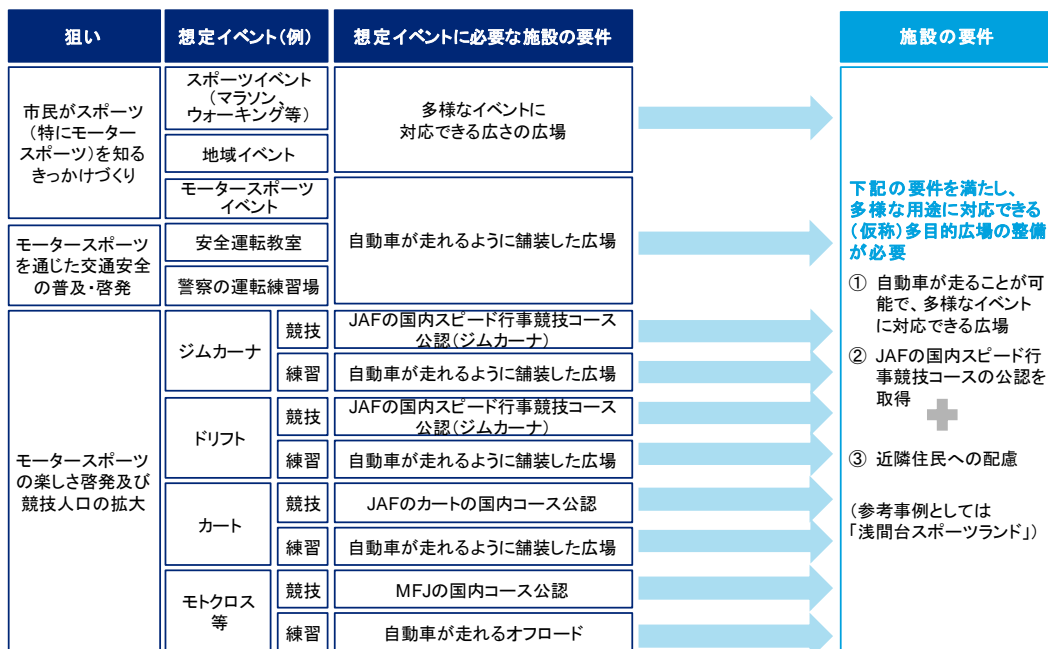 狙い
想定イベント(例)
想定イベントに必要な施設の要件
施設の要件
市民がスポーツ
(特にモーター
スポーツ)を知る
きっかけづくり
スポーツイベント
(マラソン、
ウォーキング等)
地域イベント
モータースポーツ
イベント
多様なイベントに
対応できる広さの広場
モータースポーツ
を通じた交通安全
の普及・啓発
安全運転教室
警察の運転練習場
自動車が走れるように舗装した広場
モータースポーツ
の楽しさ啓発及び
競技人口の拡大
ジムカーナ
競技
JAFの国内スピード行事競技コース
公認(ジムカーナ)
練習
自動車が走れるように舗装した広場
ドリフト
競技
JAFの国内スピード行事競技コース
公認(ジムカーナ)
練習
自動車が走れるように舗装した広場
カート
競技
JAFのカートの国内コース公認
練習
自動車が走れるように舗装した広場
モトクロス
等
競技
MFJの国内コース公認
練習
自動車が走れるオフロード
下記の要件を満たし、
多様な用途に対応できる
(仮称)多目的広場の整備
が必要
① 自動車が走ることが可
能で、多様なイベント
に対応できる広場
② JAFの国内スピード行
事競技コースの公認を
取得
③ 近隣住民への配慮
(参考事例としては
「浅間台スポーツランド」)